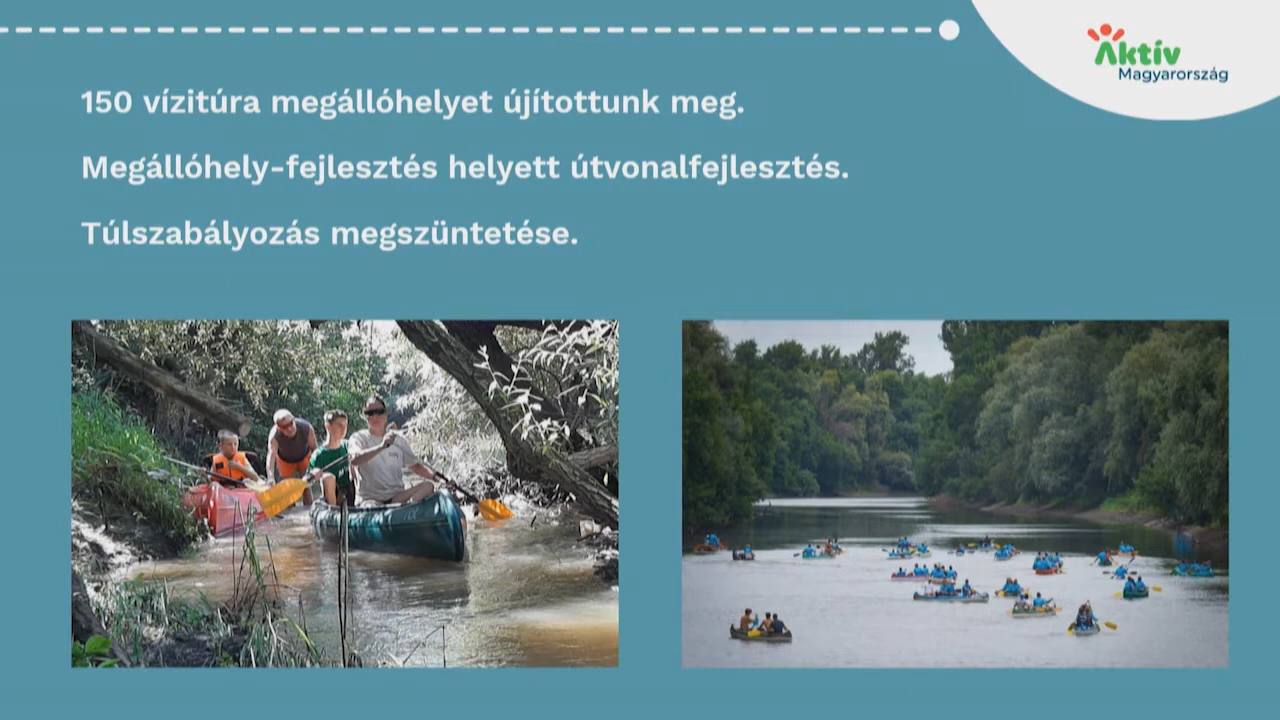 Aktív
Magyarország
150 vízitúra megállóhelyet újítottunk meg.
Megállóhely-fejlesztés helyett útvonalfejlesztés.
Túlszabályozás megszüntetése.